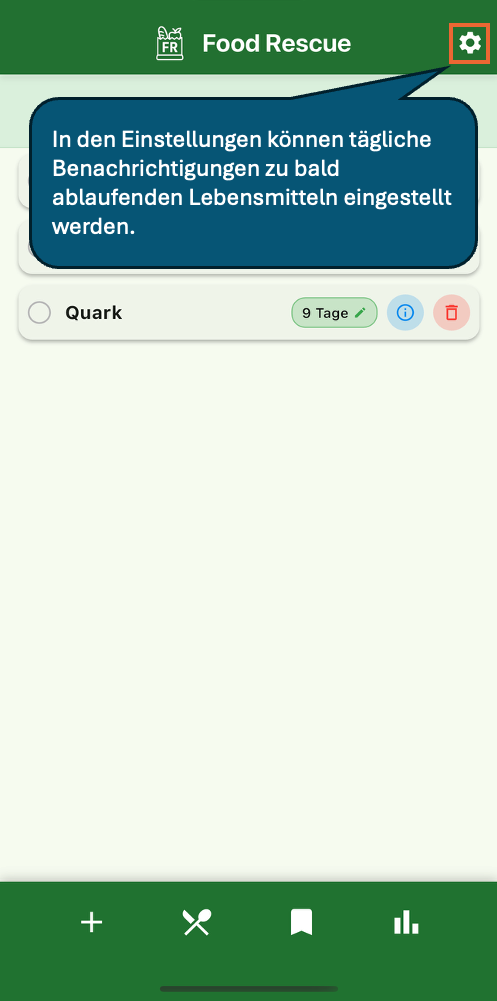 FR
Food Rescue
In den Einstellungen können tägliche
Benachrichtigungen zu bald
ablaufenden Lebensmitteln eingestellt
werden.
Quark
9 Tage